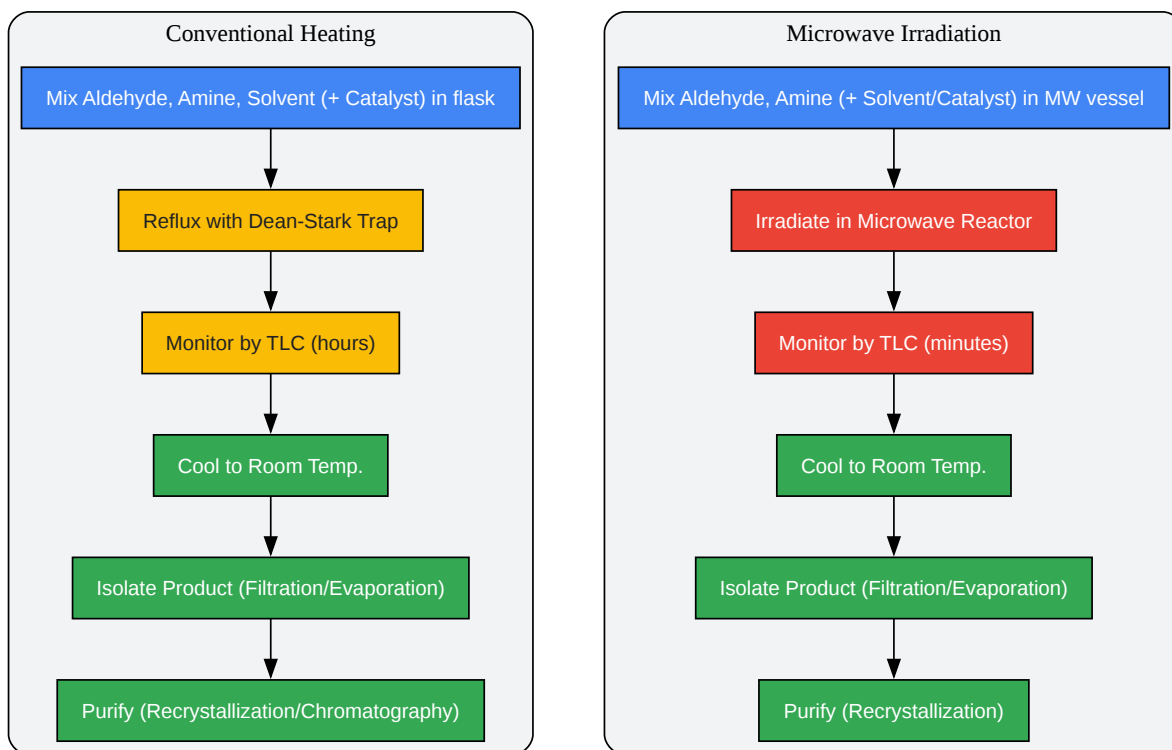 Conventional Heating
Mix Aldehyde, Amine, Solvent (+ Catalyst) in flask
Reflux with Dean-Stark Trap
Monitor by TLC (hours)
Cool to Room Temp.
Isolate Product (Filtration/Evaporation)
Purify (Recrystallization/Chromatography)
Microwave Irradiation
Mix Aldehyde, Amine (+ Solvent/Catalyst) in MW vessel
Irradiate in Microwave Reactor
Monitor by TLC (minutes)
Cool to Room Temp.
Isolate Product (Filtration/Evaporation)
Purify (Recrystallization)